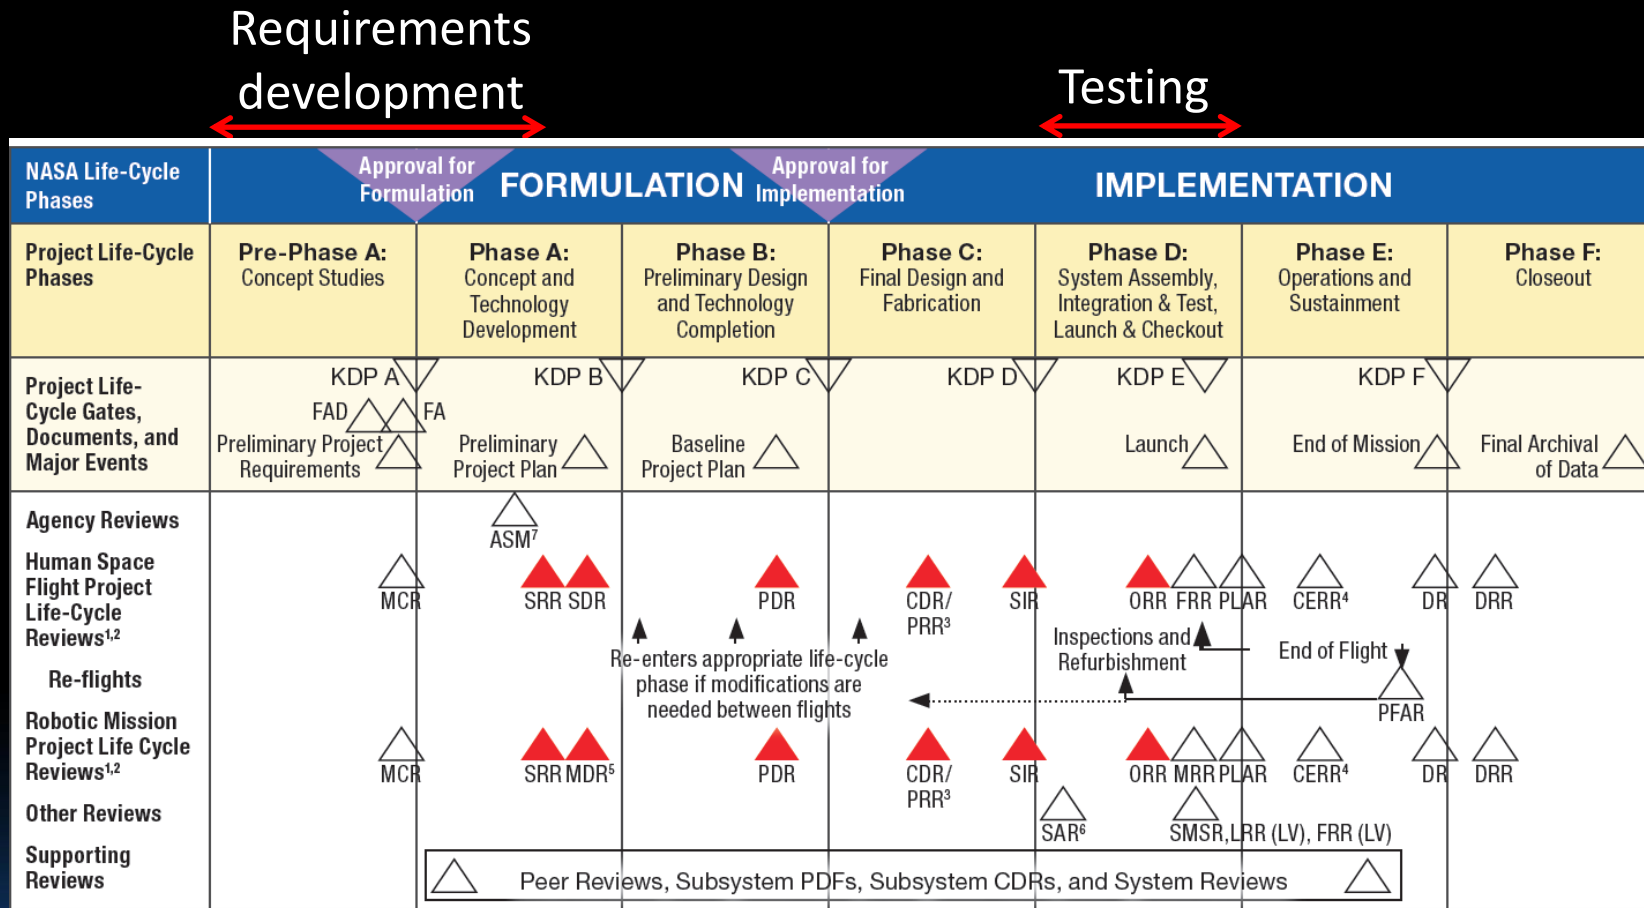 Requirements
development
Testing
NASA Life-Cycle
Phases
Approval for
Formulation
FORMULATION
Approval for
Implementation
IMPLEMENTATION
Project Life-Cycle
Phases
Pre-Phase A:
Concept Studies
Phase A:
Concept and
Technology
Development
Phase B:
Preliminary Design
and Technology
Completion
Phase C:
Final Design and
Fabrication
Phase D:
System Assembly,
Integration & Test,
Launch & Checkout
Phase E:
Operations and
Sustainment
Phase F:
Closeout
Project Life-
Cycle Gates,
Documents, and
Major Events
KDP A
KDP B
KDP C
KDP D
KDP E
KDP F
FAD
FA
Preliminary Project
Requirements
Preliminary
Project Plan
Baseline
Project Plan
Launch
End of Mission
Final Archival
of Data
Agency Reviews
ASM⁷
Human Space
Flight Project
Life-Cycle
Reviews¹,²
MCR
SRR
SDR
PDR
CDR/
PRR³
SIR
ORR
FRR
PLAR
CERR⁴
DR
DRR
Re-flights
Re-enters appropriate life-cycle
phase if modifications are
needed between flights
Inspections and
Refurbishment
End of Flight
PFAR
Robotic Mission
Project Life Cycle
Reviews¹,²
MCR
SRR
MDR⁵
PDR
CDR/
PRR³
SIR
ORR
MRR
PLAR
CERR⁴
DR
DRR
Other Reviews
SAR⁶
SMSR,LRR (LV), FRR (LV)
Supporting
Reviews
Peer Reviews, Subsystem PDFs, Subsystem CDRs, and System Reviews